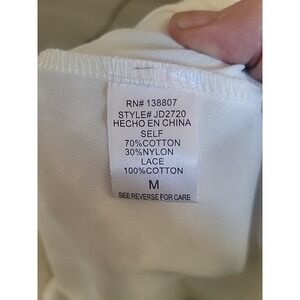 RN# 138807
STYLE# JD2720
HECHO EN CHINA
SELF
70%COTTON
30%NYLON
LACE
100%COTTON
M
SEE REVERSE FOR CARE